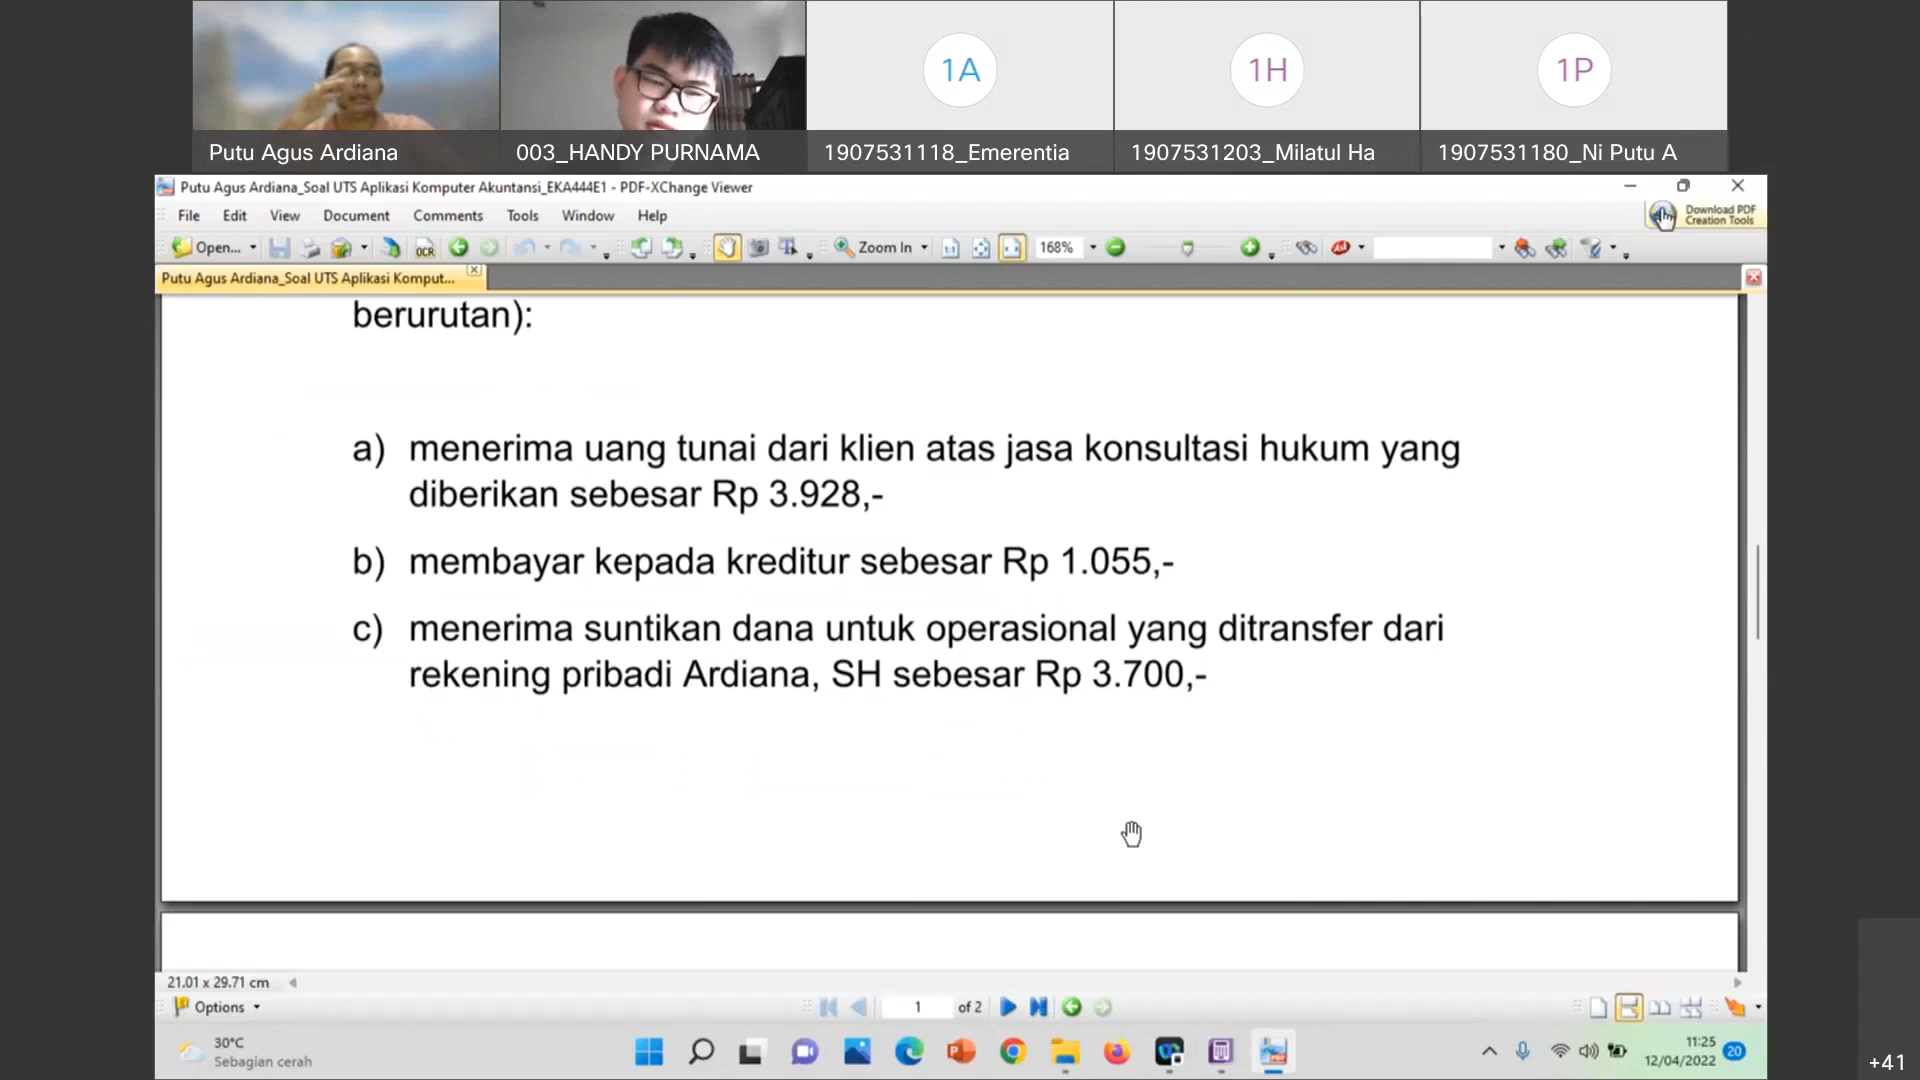 1A
1H
1P
Putu Agus Ardiana
003_HANDY PURNAMA
1907531118_Emerentia
1907531203_Milatul Ha
1907531180_Ni Putu A
Putu Agus Ardiana_Soal UTS Aplikasi Komputer Akuntansi_EKA444E1 - PDF-XChange Viewer
File Edit View Document Comments Tools Window Help
Download PDF
Creation Tools
Open...
OCR
Zoom In
168%
Putu Agus Ardiana_Soal UTS Aplikasi Komput...
berurutan):
a) menerima uang tunai dari klien atas jasa konsultasi hukum yang
diberikan sebesar Rp 3.928,-
b) membayar kepada kreditur sebesar Rp 1.055,-
c) menerima suntikan dana untuk operasional yang ditransfer dari
rekening pribadi Ardiana, SH sebesar Rp 3.700,-
21.01 x 29.71 cm
Options
1 of 2
30°C
Sebagian cerah
11:25
12/04/2022
20
+41